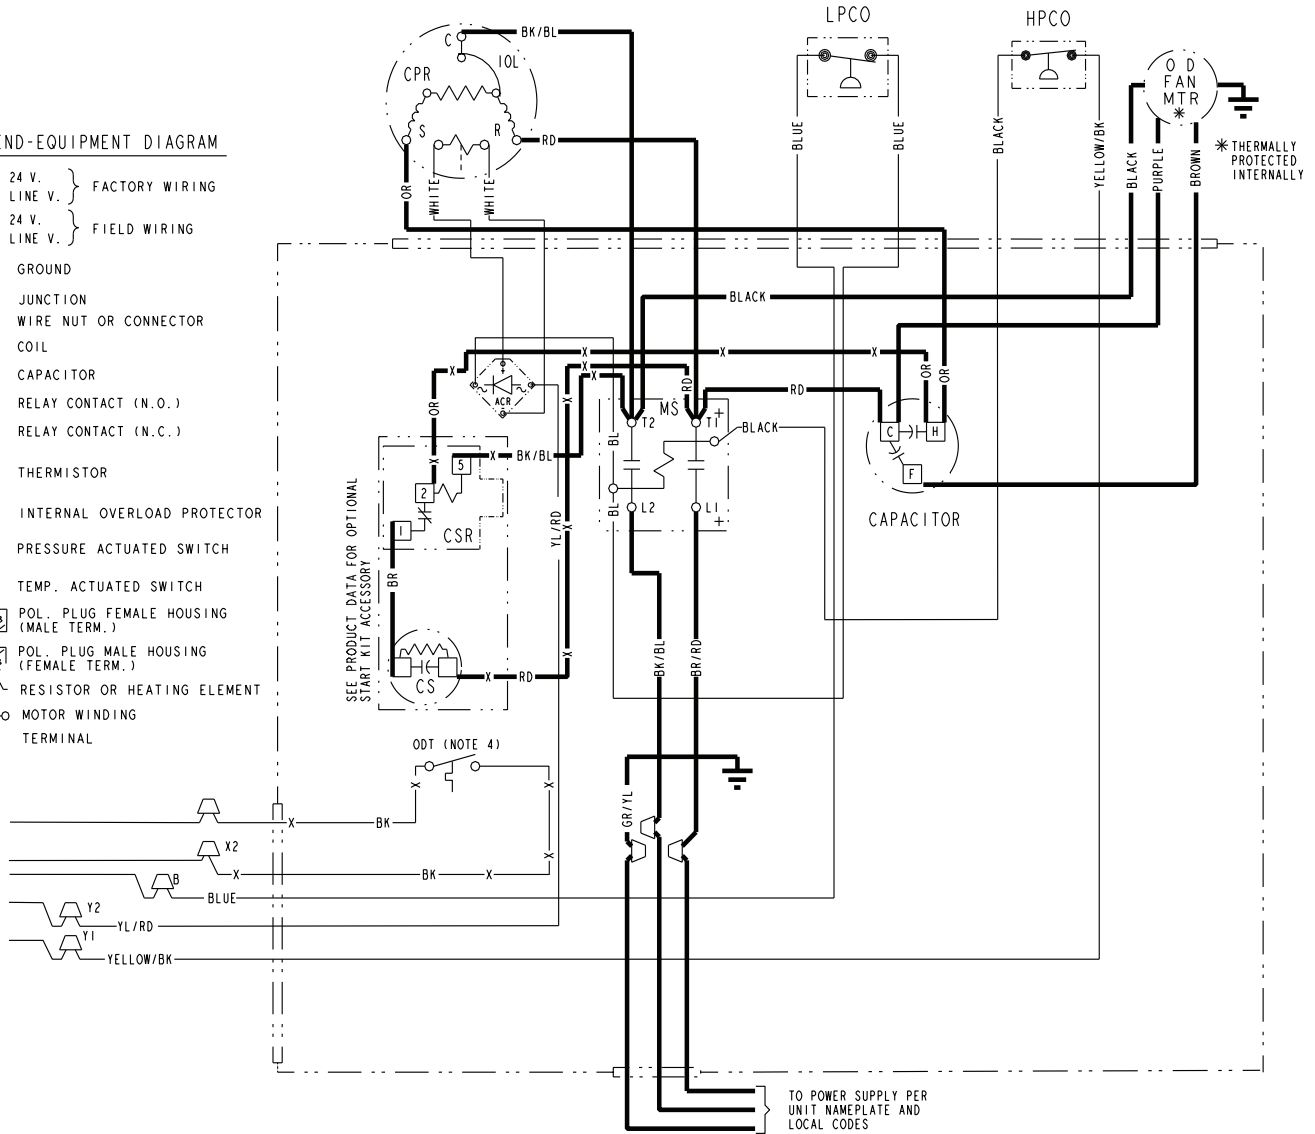 LPCO
HPCO
C
BK/BL
IOL
CPR
S
R
RD
OR
WHITE
WHITE
BLUE
BLUE
BLACK
YELLOW/BK
O D
FAN
MTR
*
BLACK
PURPLE
BROWN
* THERMALLY
PROTECTED
INTERNALLY
END-EQUIPMENT DIAGRAM
24 V.
LINE V.
FACTORY WIRING
24 V.
LINE V.
FIELD WIRING
GROUND
JUNCTION
WIRE NUT OR CONNECTOR
COIL
CAPACITOR
RELAY CONTACT (N.O.)
RELAY CONTACT (N.C.)
THERMISTOR
INTERNAL OVERLOAD PROTECTOR
PRESSURE ACTUATED SWITCH
TEMP. ACTUATED SWITCH
POL. PLUG FEMALE HOUSING
(MALE TERM.)
POL. PLUG MALE HOUSING
(FEMALE TERM.)
RESISTOR OR HEATING ELEMENT
MOTOR WINDING
TERMINAL
BLACK
X
X
X
X
X
X
OR
X
+
~
~
-
ACR
X
RD
RD
OR
OR
MS
T2
T1
+
BLACK
BL
BL
L2
L1
+
C
H
F
CAPACITOR
5
X
BK/BL
2
1
CSR
BR
YL/RD
X
SEE PRODUCT DATA FOR OPTIONAL
START KIT ACCESSORY
CS
X
RD
X
BK/BL
BR/RD
ODT (NOTE 4)
X
X
X
BK
GR/YL
X2
X
BK
X
X
B
BLUE
Y2
YL/RD
Y1
YELLOW/BK
TO POWER SUPPLY PER
UNIT NAMEPLATE AND
LOCAL CODES